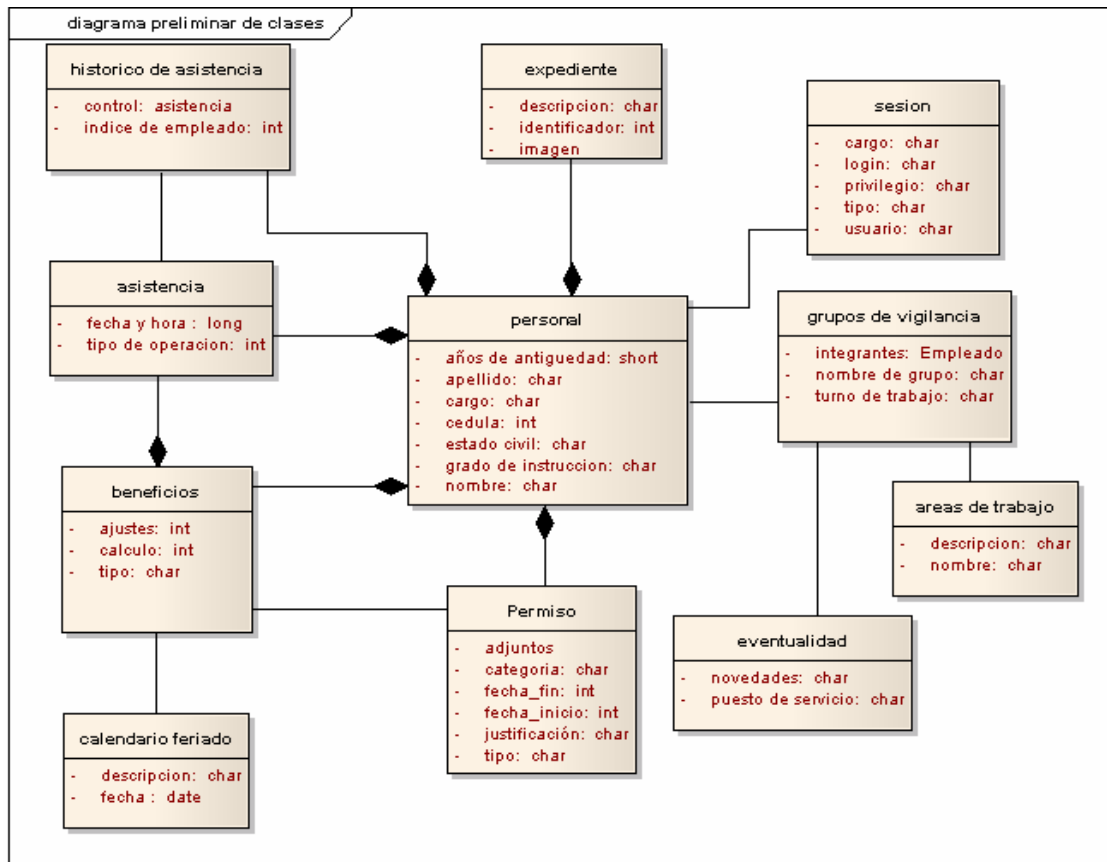 diagrama preliminar de clases
historico de asistencia
- control: asistencia
- indice de empleado: int
expediente
- descripcion: char
- identificador: int
- imagen
sesion
- cargo: char
- login: char
- privilegio: char
- tipo: char
- usuario: char
asistencia
- fecha y hora : long
- tipo de operacion: int
personal
- años de antiguedad: short
- apellido: char
- cargo: char
- cedula: int
- estado civil: char
- grado de instruccion: char
- nombre: char
grupos de vigilancia
- integrantes: Empleado
- nombre de grupo: char
- turno de trabajo: char
beneficios
- ajustes: int
- calculo: int
- tipo: char
areas de trabajo
- descripcion: char
- nombre: char
Permiso
- adjuntos
- categoria: char
- fecha_fin: int
- fecha_inicio: int
- justificación: char
- tipo: char
eventualidad
- novedades: char
- puesto de servicio: char
calendario feriado
- descripcion: char
- fecha : date